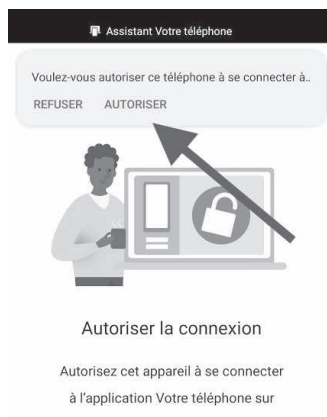 Assistant Votre téléphone
Voulez-vous autoriser ce téléphone à se connecter à..
REFUSER AUTORISER
Autoriser la connexion
Autorisez cet appareil à se connecter
à l'application Votre téléphone sur